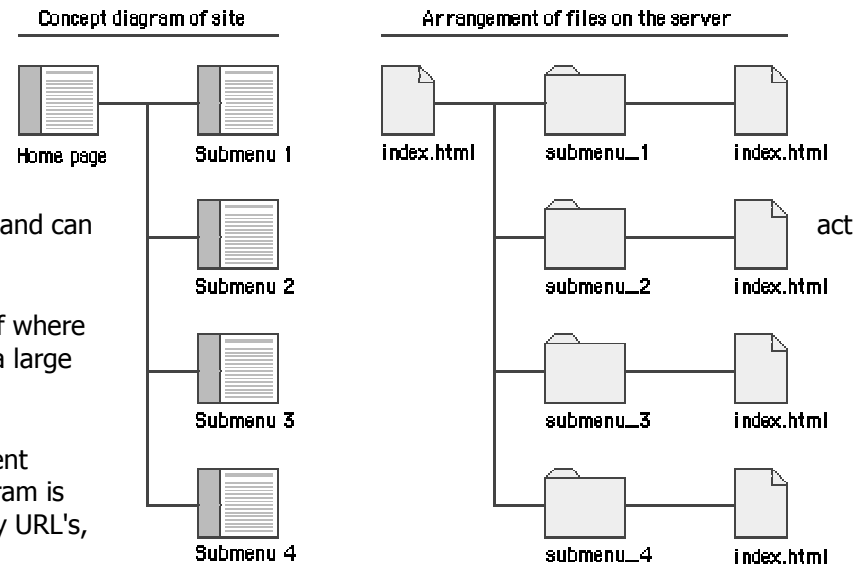 Concept diagram of site
Arrangement of files on the server
Home page
Submenu 1
index.html
submenu_1
index.html
and can
act
Submenu 2
submenu_2
index.html
f where
a large
Submenu 3
submenu_3
index.html
ent
ram is
y URL's,
Submenu 4
submenu_4
index.html